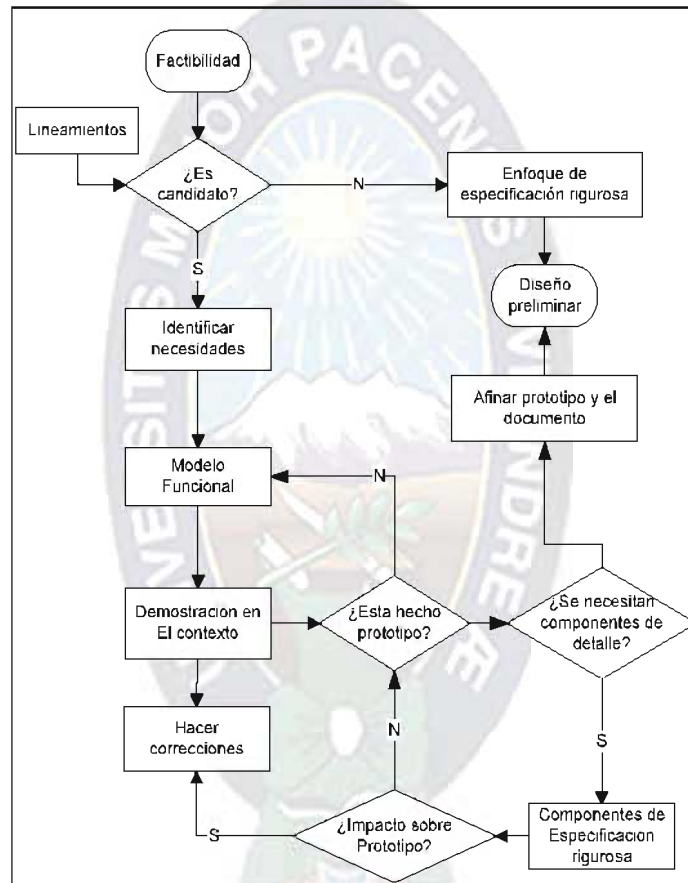 Factibilidad
Lineamientos
¿Es
candidato?
N
Enfoque de
especificación rigurosa
S
Diseño
preliminar
Identificar
necesidades
Afinar prototipo y el
documento
Modelo
Funcional
N
Demostracion en
El contexto
¿Esta hecho
prototipo?
¿Se necesitan
componentes de
detalle?
Hacer
correcciones
N
S
S
¿Impacto sobre
Prototipo?
Componentes de
Especificacion
rigurosa